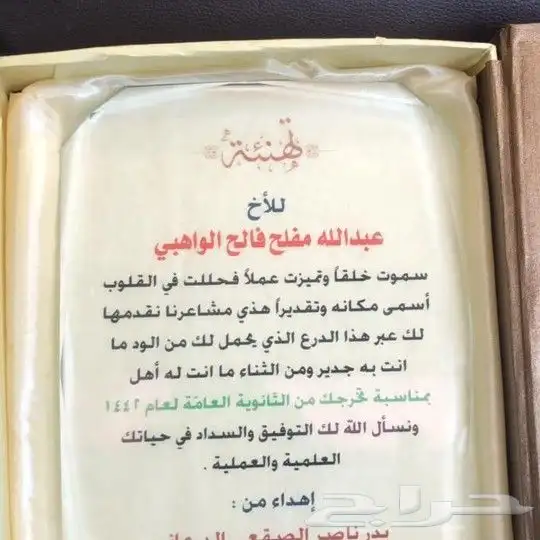 تهنئة
للأخ
عبدالله مفلح فالح الواهبي
سموت خلقاً وتميزت عملاً فحللت في القلوب
أسمى مكانه وتقديراً هذي مشاعرنا نقدمها
لك عبر هذا الدرع الذي يحمل لك من الود ما
انت به جدير ومن الثناء ما انت له أهل
بمناسبة تخرجك من الثانوية العامة لعام ١٤٤٢
ونسأل الله لك التوفيق والسداد في حياتك
العلمية والعملية .
إهداء من :
بدر ناصر
حراج